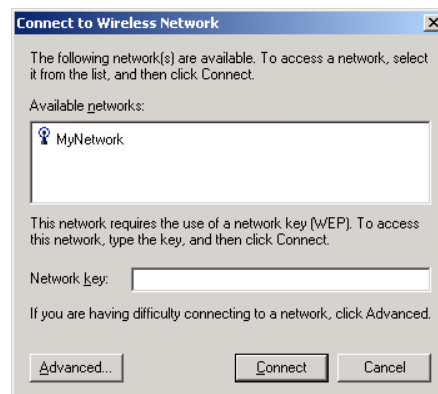 Connect to Wireless Network
The following network(s) are available. To access a network, select
it from the list, and then click Connect.
Available networks:
MyNetwork
This network requires the use of a network key (WEP). To access
this network, type the key, and then click Connect.
Network key:
If you are having difficulty connecting to a network, click Advanced.
Advanced... Connect Cancel